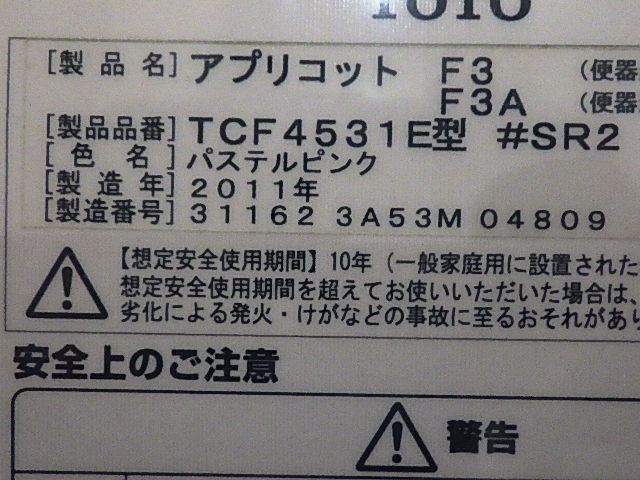 TOTO
[製品名] アプリコット F3 (便器
F3A (便器
[製品品番] TCF4531E型 #SR2
[色名] パステルピンク
[製造年] 2011年
[製造番号] 31162 3A53M 04809
【想定安全使用期間】10年 (一般家庭用に設置された
想定安全使用期間を超えてお使いいただいた場合は、
劣化による発火・けがなどの事故に至るおそれがあり
安全上のご注意
警告